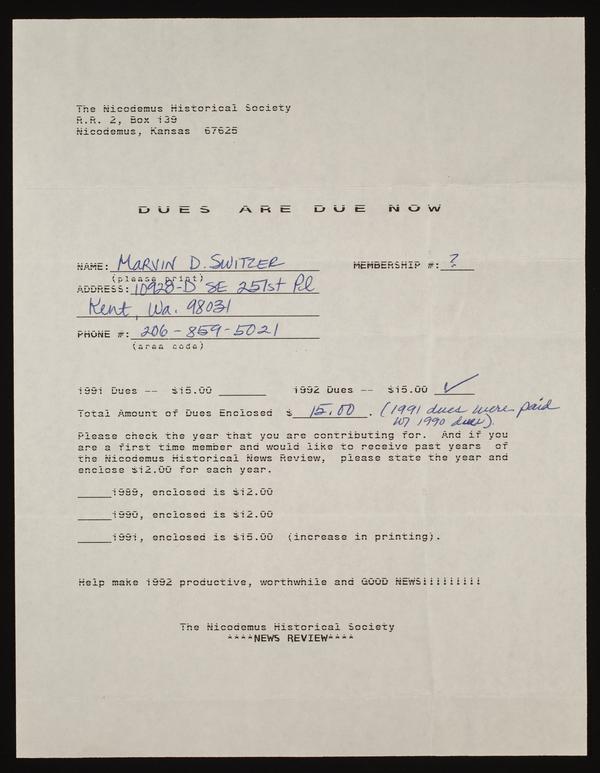 The Nicodemus Historical Society
R.R. 2, Box 139
Nicodemus, Kansas 67625
DUES ARE DUE NOW
NAME: MARVIN D. SWITZER MEMBERSHIP #: ?
(please print)
ADDRESS: 10928-D SE 251st Pl
Kent, Wa. 98031
PHONE #: 206-859-5021
(area code)
1991 Dues -- $15.00 ______ 1992 Dues -- $15.00 ✓
Total Amount of Dues Enclosed $ 15.00 . (1991 dues were paid
w/ 1990 dues).
Please check the year that you are contributing for. And if you
are a first time member and would like to receive past years of
the Nicodemus Historical News Review, please state the year and
enclose $12.00 for each year.
_____1989, enclosed is $12.00
_____1990, enclosed is $12.00
_____1991, enclosed is $15.00 (increase in printing).
Help make 1992 productive, worthwhile and GOOD NEWS!!!!!!!!!
The Nicodemus Historical Society
****NEWS REVIEW****